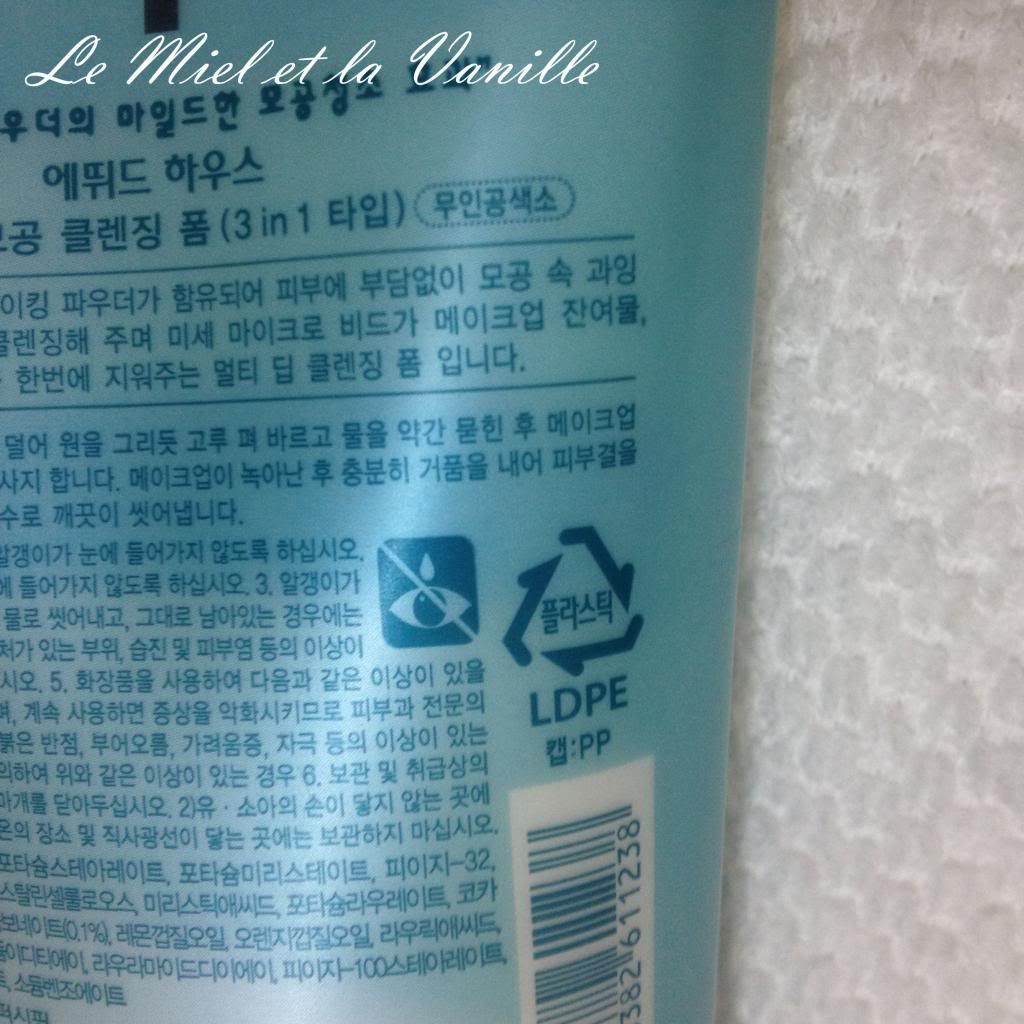 Le Miel et la Vanille
우더의 마일드한 모공청소
에뛰드 하우스
모공 클렌징 폼 (3 in 1 타입) 무인공색소
이킹 파우더가 함유되어 피부에 부담없이 모공 속 과잉
클렌징해 주며 미세 마이크로 비드가 메이크업 잔여물,
한번에 지워주는 멀티 딥 클렌징 폼 입니다.
덜어 원을 그리듯 고루 펴 바르고 물을 약간 묻힌 후 메이크업
사지 합니다. 메이크업이 녹아난 후 충분히 거품을 내어 피부결을
수로 깨끗이 씻어냅니다.
알갱이가 눈에 들어가지 않도록 하십시오.
에 들어가지 않도록 하십시오. 3. 알갱이가
물로 씻어내고, 그대로 남아있는 경우에는
처가 있는 부위, 습진 및 피부염 등의 이상이
시오. 5. 화장품을 사용하여 다음과 같은 이상이 있을
며, 계속 사용하면 증상을 악화시키므로 피부과 전문의
붉은 반점, 부어오름, 가려움증, 자극 등의 이상이 있는
의하여 위와 같은 이상이 있는 경우 6. 보관 및 취급상의
마개를 닫아두십시오. 2)유·소아의 손이 닿지 않는 곳에
온의 장소 및 직사광선이 닿는 곳에는 보관하지 마십시오.
포타슘스테아레이트, 포타슘미리스테이트, 피이지-32,
스탈린셀룰로오스, 미리스틱애씨드, 포타슘라우레이트, 코카
보네이트(0.1%), 레몬껍질오일, 오렌지껍질오일, 라우릭애씨드,
이디티에이, 라우라마이드디이에이, 피이지-100스테아레이트,
트, 소듐벤조에이트
플라스틱
LDPE
캡:PP
382611238